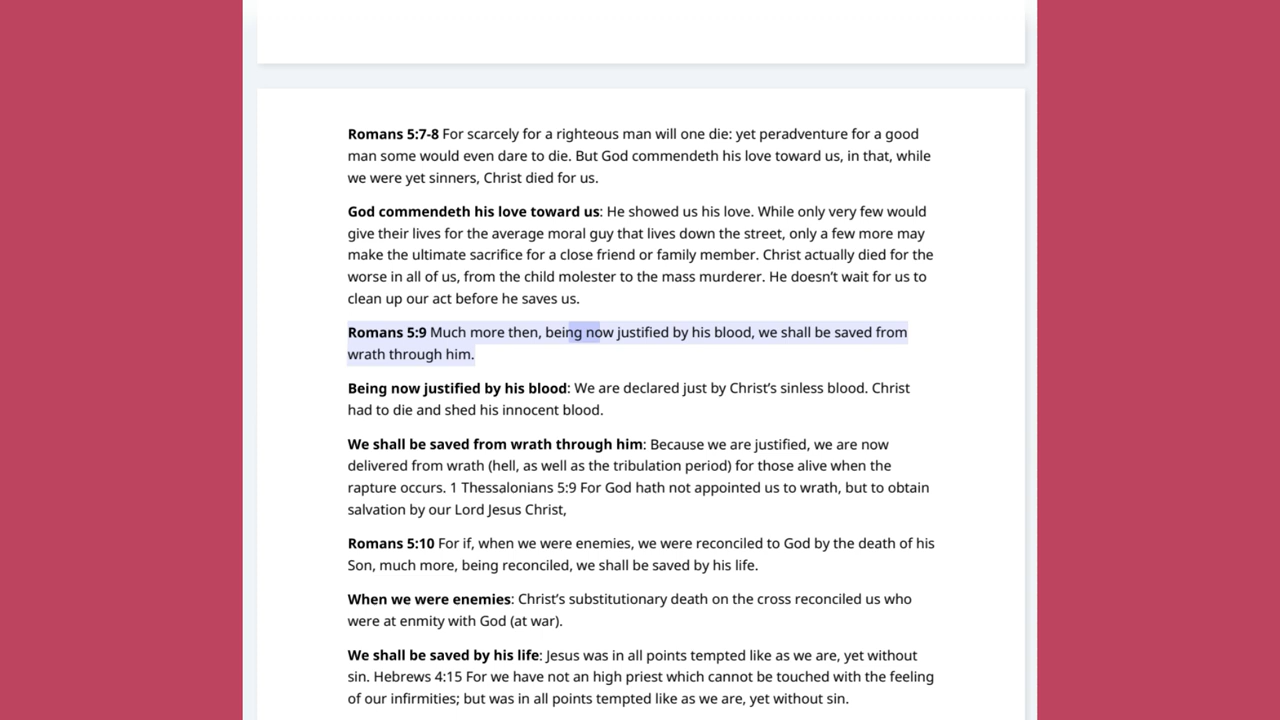 Romans 5:7-8 For scarcely for a righteous man will one die: yet peradventure for a good
man some would even dare to die. But God commendeth his love toward us, in that, while
we were yet sinners, Christ died for us.
God commendeth his love toward us: He showed us his love. While only very few would
give their lives for the average moral guy that lives down the street, only a few more may
make the ultimate sacrifice for a close friend or family member. Christ actually died for the
worse in all of us, from the child molester to the mass murderer. He doesn’t wait for us to
clean up our act before he saves us.
Romans 5:9 Much more then, being now justified by his blood, we shall be saved from
wrath through him.
Being now justified by his blood: We are declared just by Christ’s sinless blood. Christ
had to die and shed his innocent blood.
We shall be saved from wrath through him: Because we are justified, we are now
delivered from wrath (hell, as well as the tribulation period) for those alive when the
rapture occurs. 1 Thessalonians 5:9 For God hath not appointed us to wrath, but to obtain
salvation by our Lord Jesus Christ,
Romans 5:10 For if, when we were enemies, we were reconciled to God by the death of his
Son, much more, being reconciled, we shall be saved by his life.
When we were enemies: Christ’s substitutionary death on the cross reconciled us who
were at enmity with God (at war).
We shall be saved by his life: Jesus was in all points tempted like as we are, yet without
sin. Hebrews 4:15 For we have not an high priest which cannot be touched with the feeling
of our infirmities; but was in all points tempted like as we are, yet without sin.